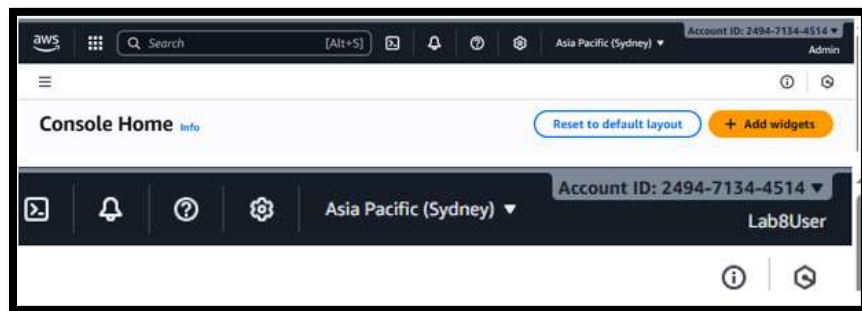 aws Search [Alt+S] Asia Pacific (Sydney) Account ID: 2494-7134-4514
Admin
Console Home Info Reset to default layout + Add widgets
Account ID: 2494-7134-4514
Asia Pacific (Sydney)
Lab8User